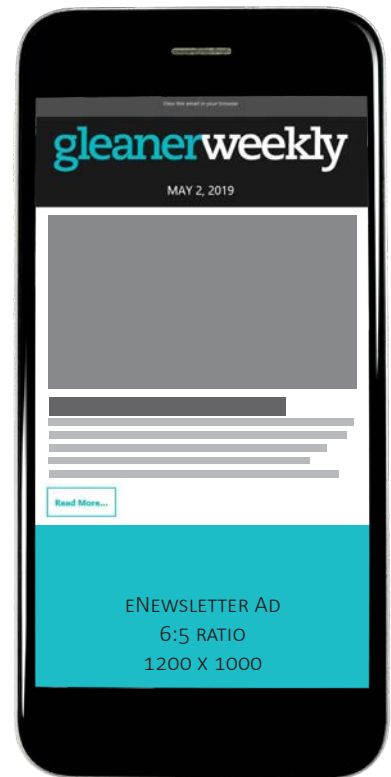 View this email in your browser
gleanerweekly
MAY 2, 2019
Read More...
eNewsletter Ad
6:5 ratio
1200 x 1000